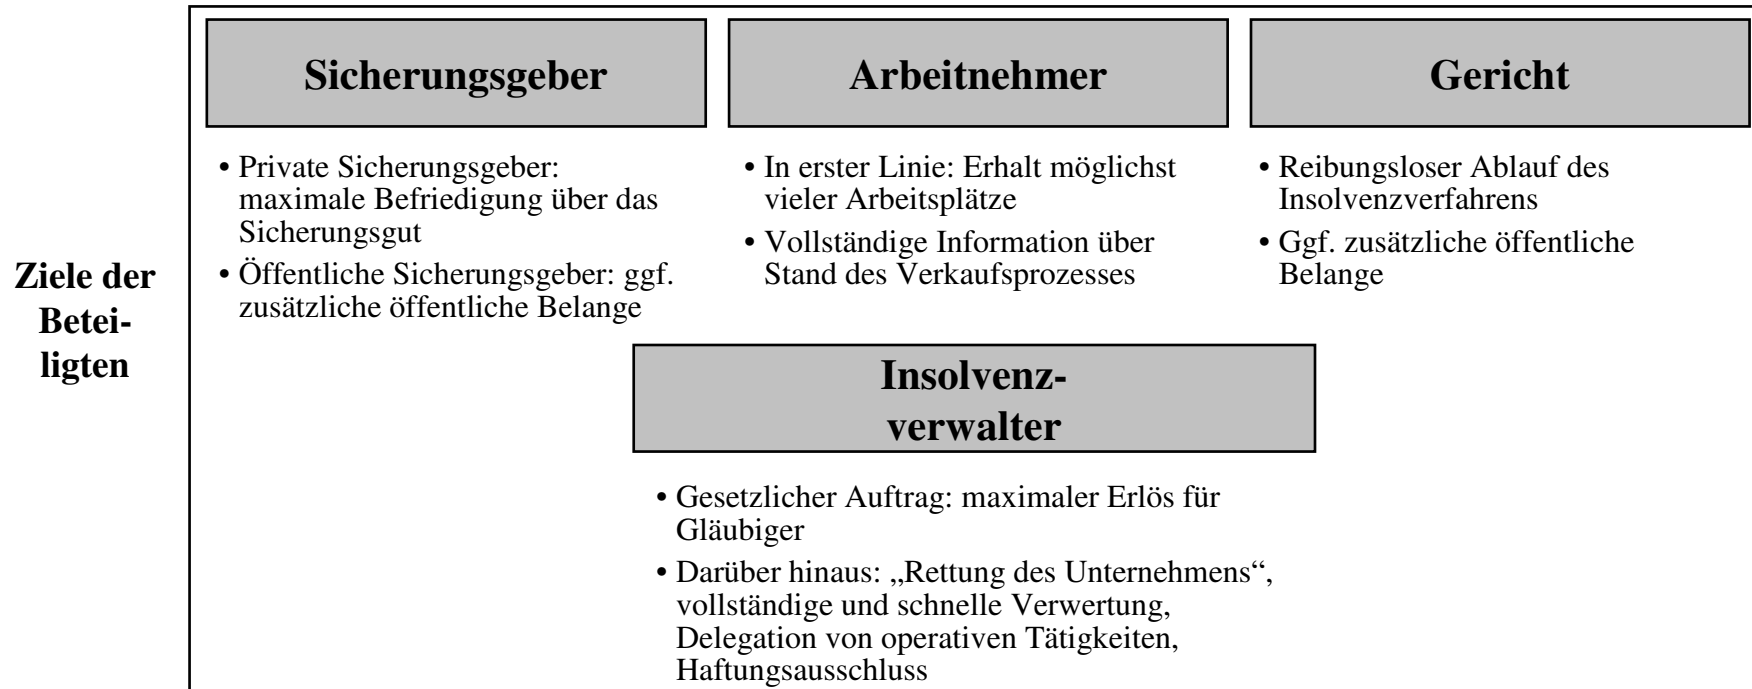 Ziele der
Betei-
ligten
Sicherungsgeber
• Private Sicherungsgeber:
maximale Befriedigung über das
Sicherungsgut
• Öffentliche Sicherungsgeber: ggf.
zusätzliche öffentliche Belange
Arbeitnehmer
• In erster Linie: Erhalt möglichst
vieler Arbeitsplätze
• Vollständige Information über
Stand des Verkaufsprozesses
Gericht
• Reibungsloser Ablauf des
Insolvenzverfahrens
• Ggf. zusätzliche öffentliche
Belange
Insolvenz-
verwalter
• Gesetzlicher Auftrag: maximaler Erlös für
Gläubiger
• Darüber hinaus: „Rettung des Unternehmens“,
vollständige und schnelle Verwertung,
Delegation von operativen Tätigkeiten,
Haftungsausschluss